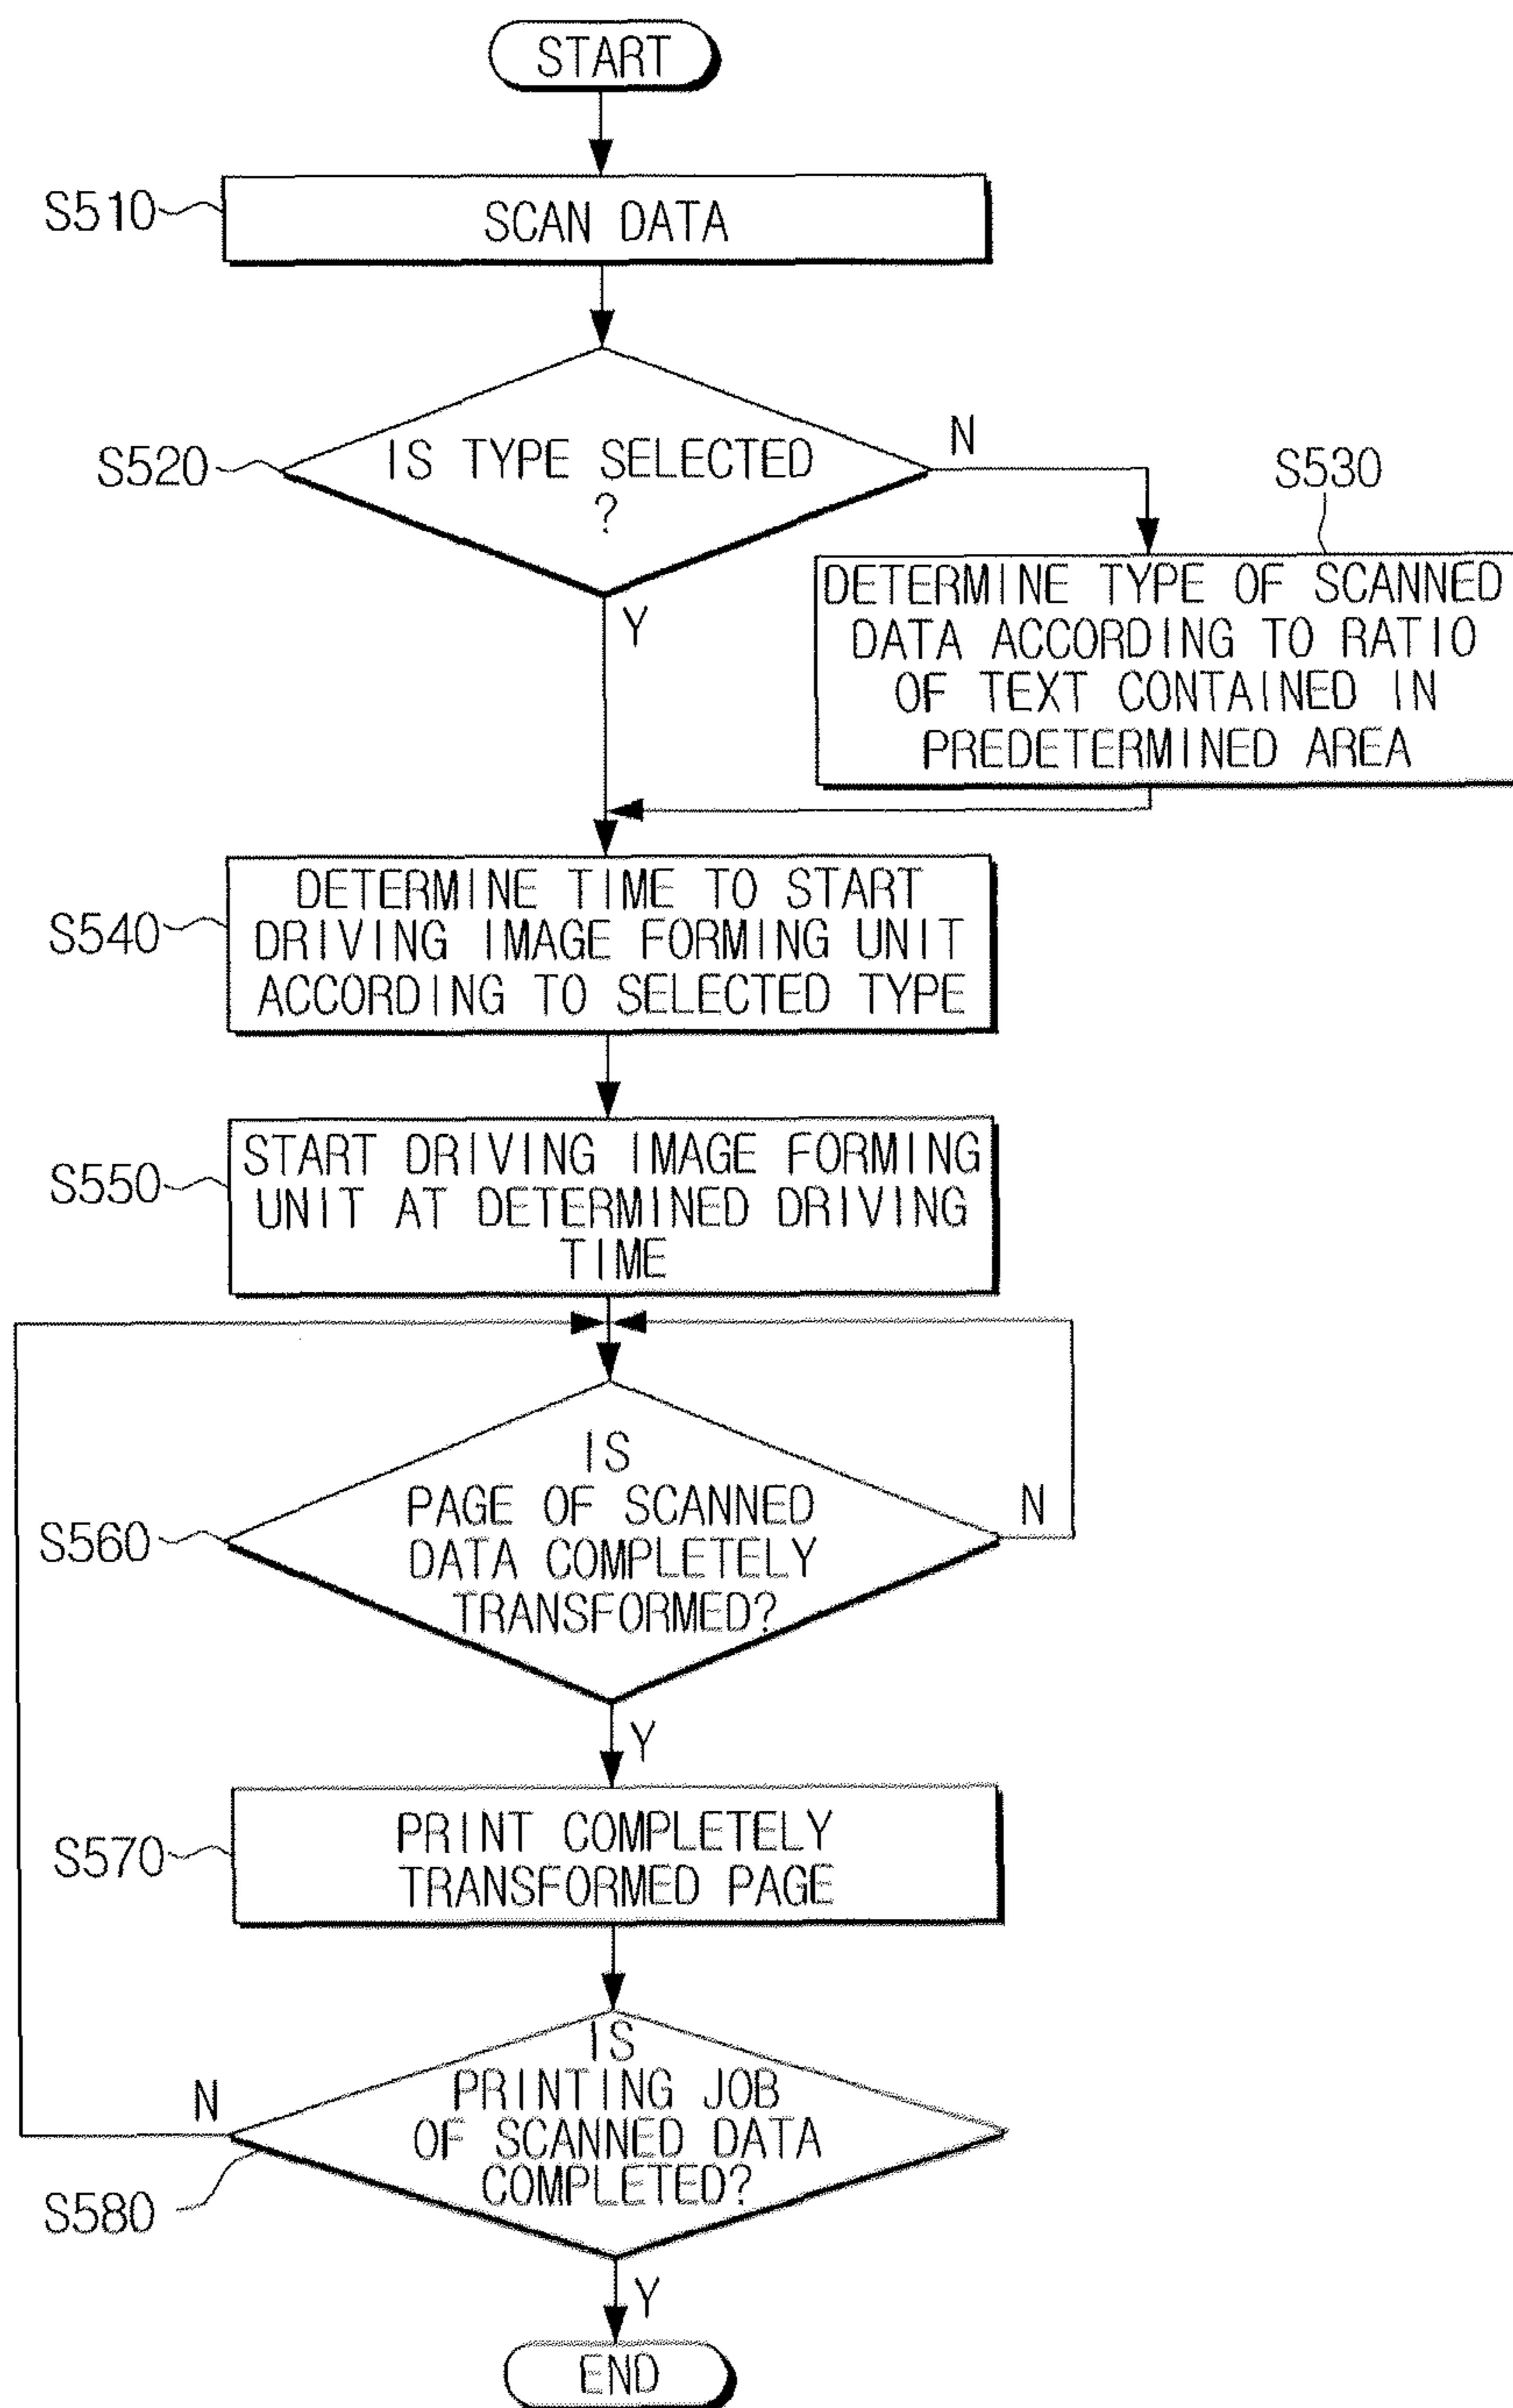 START
S510
SCAN DATA
S520
IS TYPE SELECTED
?
N
Y
S530
DETERMINE TYPE OF SCANNED
DATA ACCORDING TO RATIO
OF TEXT CONTAINED IN
PREDETERMINED AREA
S540
DETERMINE TIME TO START
DRIVING IMAGE FORMING UNIT
ACCORDING TO SELECTED TYPE
S550
START DRIVING IMAGE FORMING
UNIT AT DETERMINED DRIVING
TIME
S560
IS
PAGE OF SCANNED
DATA COMPLETELY
TRANSFORMED?
N
Y
S570
PRINT COMPLETELY
TRANSFORMED PAGE
S580
IS
PRINTING JOB
OF SCANNED DATA
COMPLETED?
N
Y
END